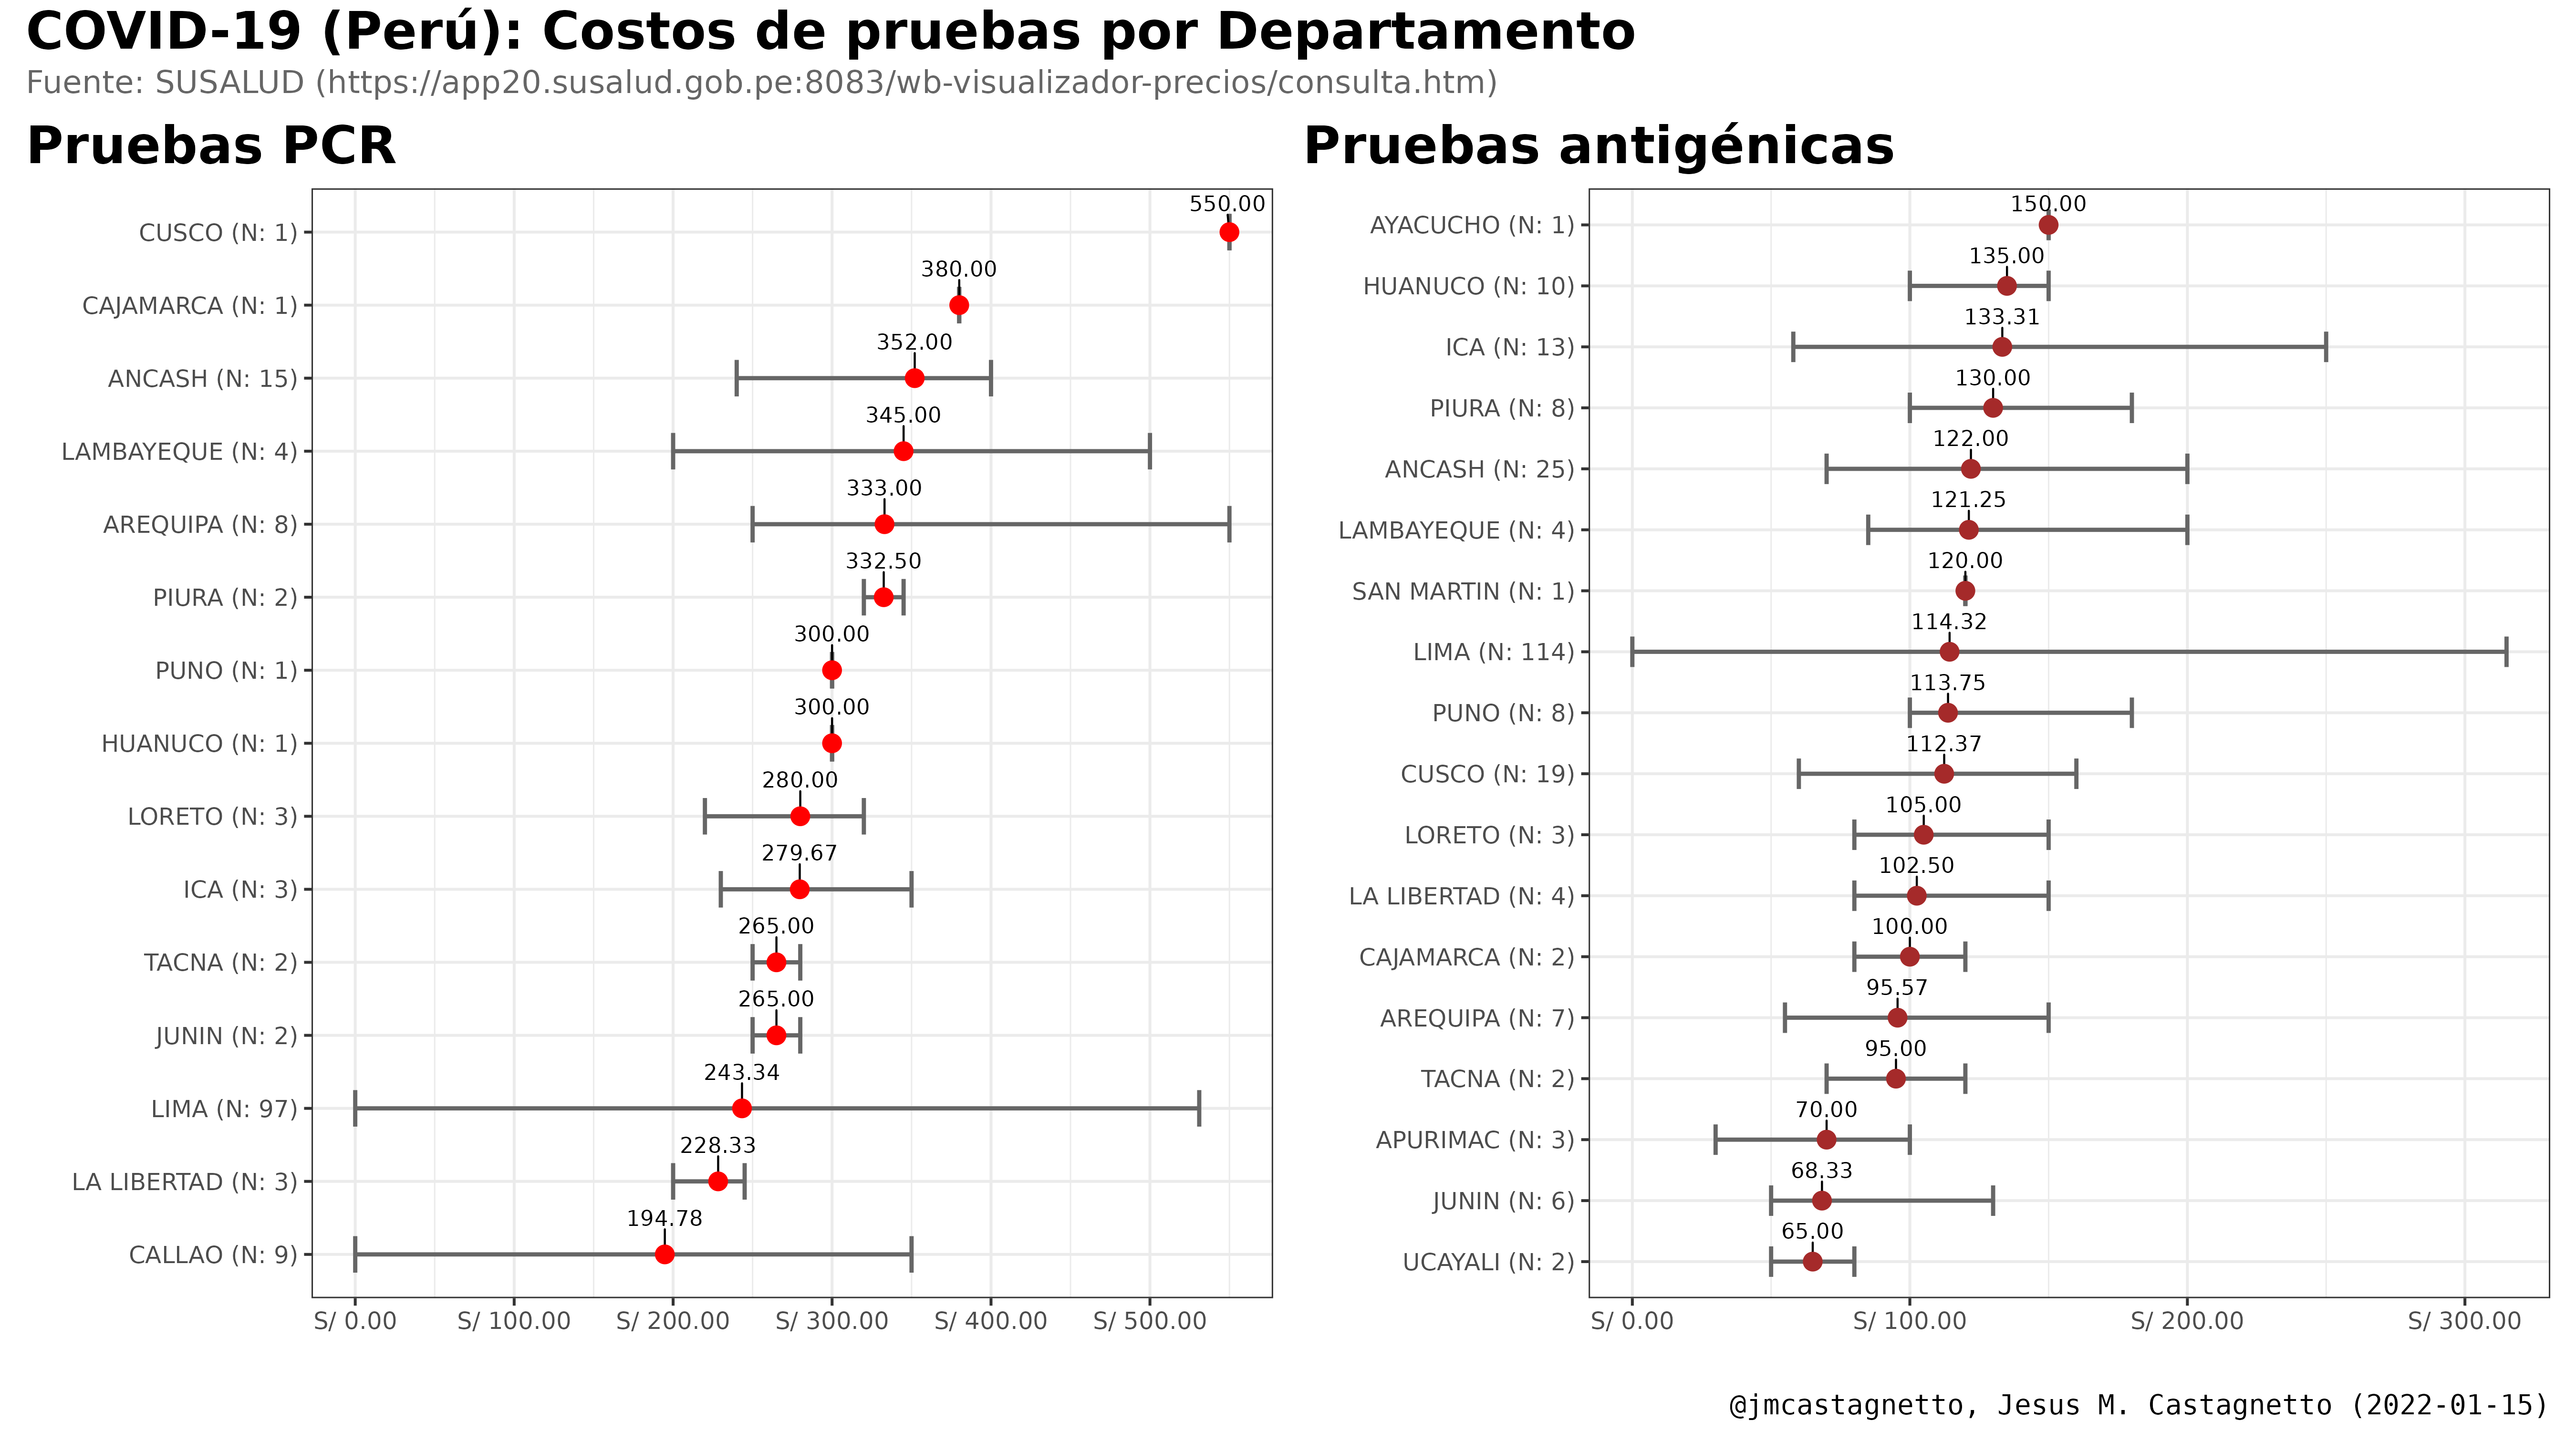 COVID-19 (Perú): Costos de pruebas por Departamento
Fuente: SUSALUD (https://app20.susalud.gob.pe:8083/wb-visualizador-precios/consulta.htm)
Pruebas PCR
550.00
CUSCO (N: 1)
380.00
CAJAMARCA (N: 1)
352.00
ANCASH (N: 15)
345.00
LAMBAYEQUE (N: 4)
333.00
AREQUIPA (N: 8)
332.50
PIURA (N: 2)
300.00
PUNO (N: 1)
300.00
HUANUCO (N: 1)
280.00
LORETO (N: 3)
279.67
ICA (N: 3)
265.00
TACNA (N: 2)
265.00
JUNIN (N: 2)
243.34
LIMA (N: 97)
228.33
LA LIBERTAD (N: 3)
194.78
CALLAO (N: 9)
S/ 0.00 S/ 100.00 S/ 200.00 S/ 300.00 S/ 400.00 S/ 500.00
Pruebas antigénicas
150.00
AYACUCHO (N: 1)
135.00
HUANUCO (N: 10)
133.31
ICA (N: 13)
130.00
PIURA (N: 8)
122.00
ANCASH (N: 25)
121.25
LAMBAYEQUE (N: 4)
120.00
SAN MARTIN (N: 1)
114.32
LIMA (N: 114)
113.75
PUNO (N: 8)
112.37
CUSCO (N: 19)
105.00
LORETO (N: 3)
102.50
LA LIBERTAD (N: 4)
100.00
CAJAMARCA (N: 2)
95.57
AREQUIPA (N: 7)
95.00
TACNA (N: 2)
70.00
APURIMAC (N: 3)
68.33
JUNIN (N: 6)
65.00
UCAYALI (N: 2)
S/ 0.00 S/ 100.00 S/ 200.00 S/ 300.00
@jmcastagnetto, Jesus M. Castagnetto (2022-01-15)